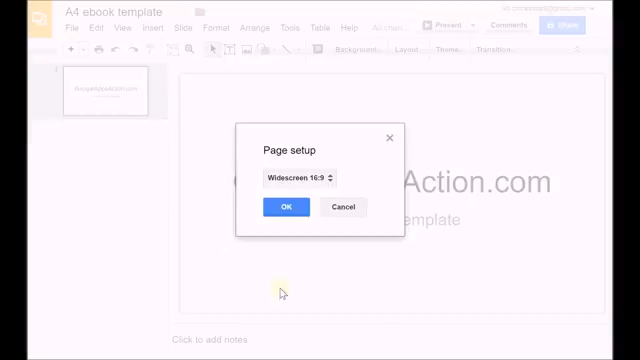 A4 ebook template
File Edit View Insert Slide Format Arrange Tools Table Help
Present
Comments
Share
Background...
Layout
Theme...
Transition...
Page setup
Widescreen 16:9
OK
Cancel
Action.com
emplate
Click to add notes